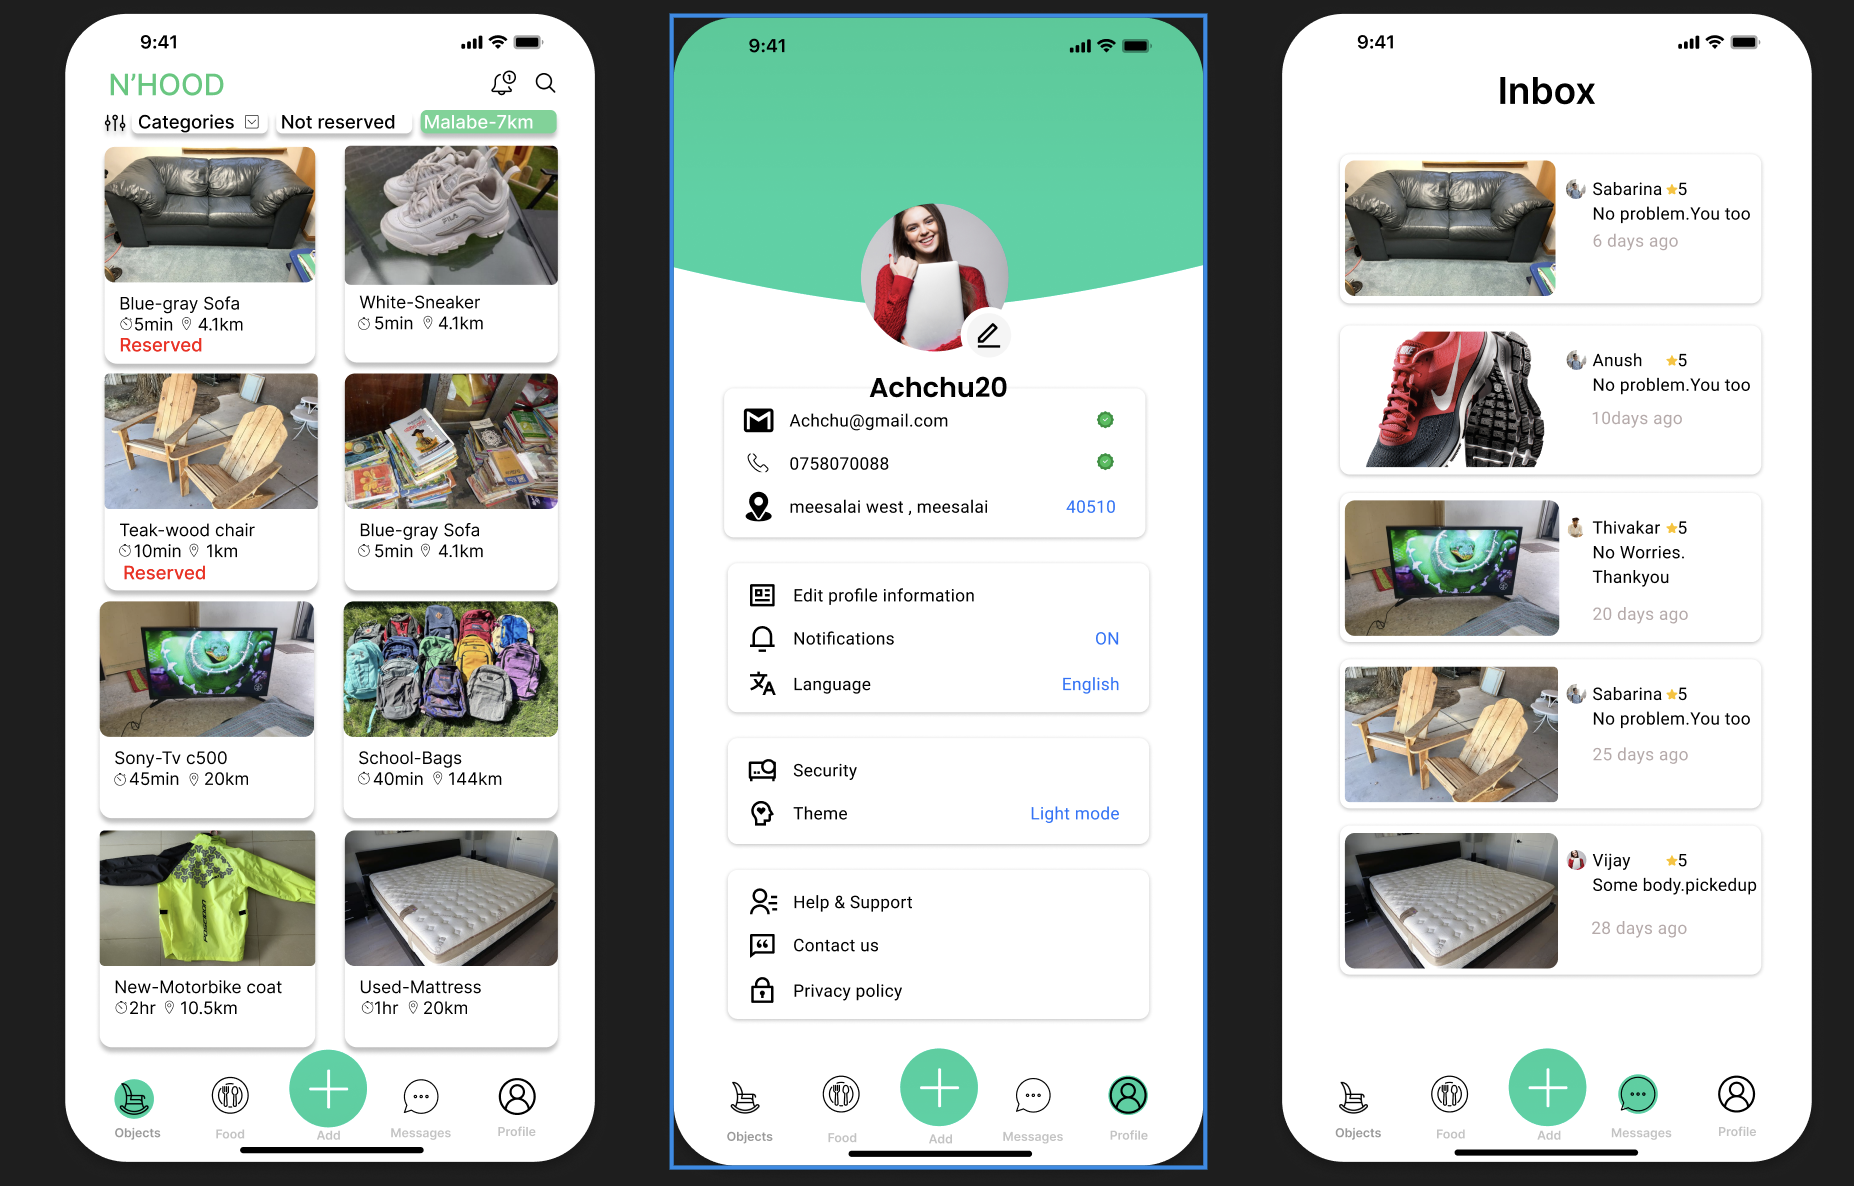 9:41
N'HOOD
1
Categories
Not reserved
Malabe-7km
Blue-gray Sofa
5min 4.1km
Reserved
FILA
White-Sneaker
5min 4.1km
Teak-wood chair
10min 1km
Reserved
Blue-gray Sofa
5min 4.1km
Sony-Tv c500
45min 20km
School-Bags
40min 144km
POSEIDON
New-Motorbike coat
2hr 10.5km
Used-Mattress
1hr 20km
Objects
Food
Add
Messages
Profile
9:41
Achchu20
Achchu@gmail.com
0758070088
meesalai west , meesalai
40510
Edit profile information
Notifications
ON
Language
English
Security
Theme
Light mode
Help & Support
Contact us
Privacy policy
Objects
Food
Add
Messages
Profile
9:41
Inbox
Sabarina 5
No problem.You too
6 days ago
Anush 5
No problem.You too
10days ago
Thivakar 5
No Worries.
Thankyou
20 days ago
Sabarina 5
No problem.You too
25 days ago
Vijay 5
Some body.pickedup
28 days ago
Objects
Food
Add
Messages
Profile